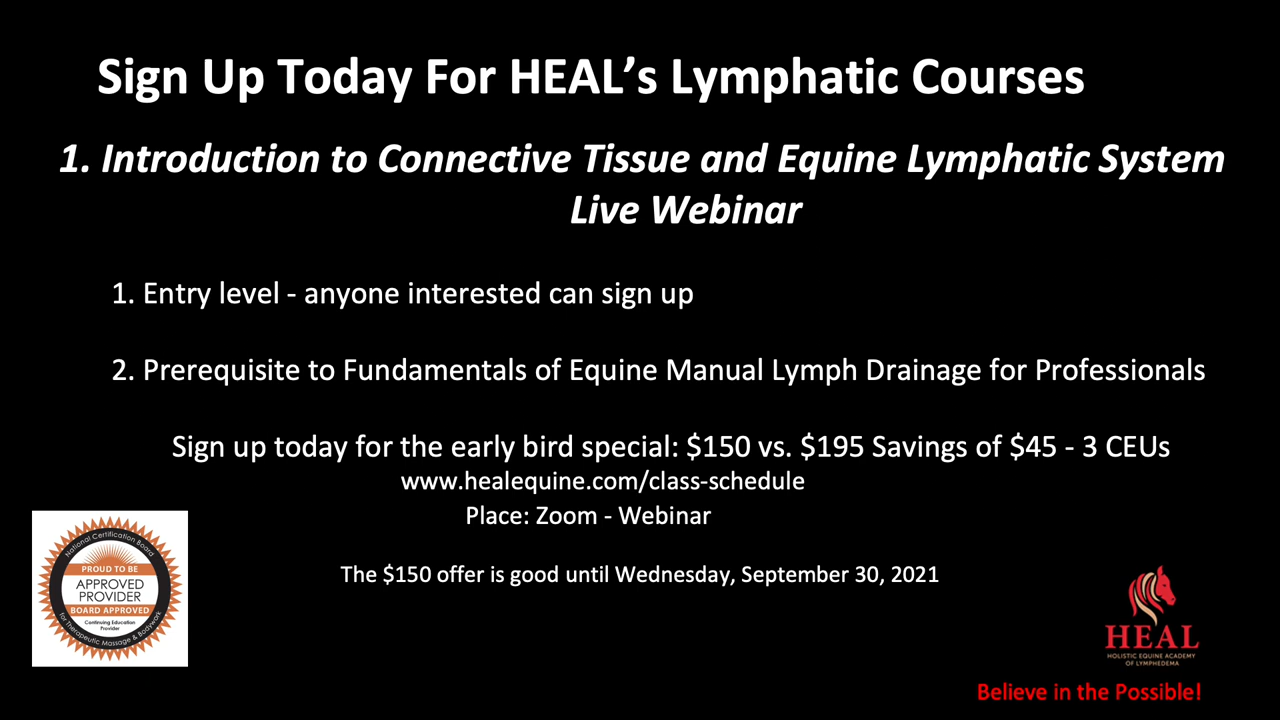 Sign Up Today For HEAL’s Lymphatic Courses
1. Introduction to Connective Tissue and Equine Lymphatic System
Live Webinar
1. Entry level - anyone interested can sign up
2. Prerequisite to Fundamentals of Equine Manual Lymph Drainage for Professionals
Sign up today for the early bird special: $150 vs. $195 Savings of $45 - 3 CEUs
www.healequine.com/class-schedule
Place: Zoom - Webinar
The $150 offer is good until Wednesday, September 30, 2021
National Certification Board
PROUD TO BE
APPROVED
PROVIDER
BOARD APPROVED
Continuing Education
Provider
for Therapeutic Massage & Bodywork
HEAL
HOLISTIC EQUINE ACADEMY
OF LYMPHEDEMA
Believe in the Possible!